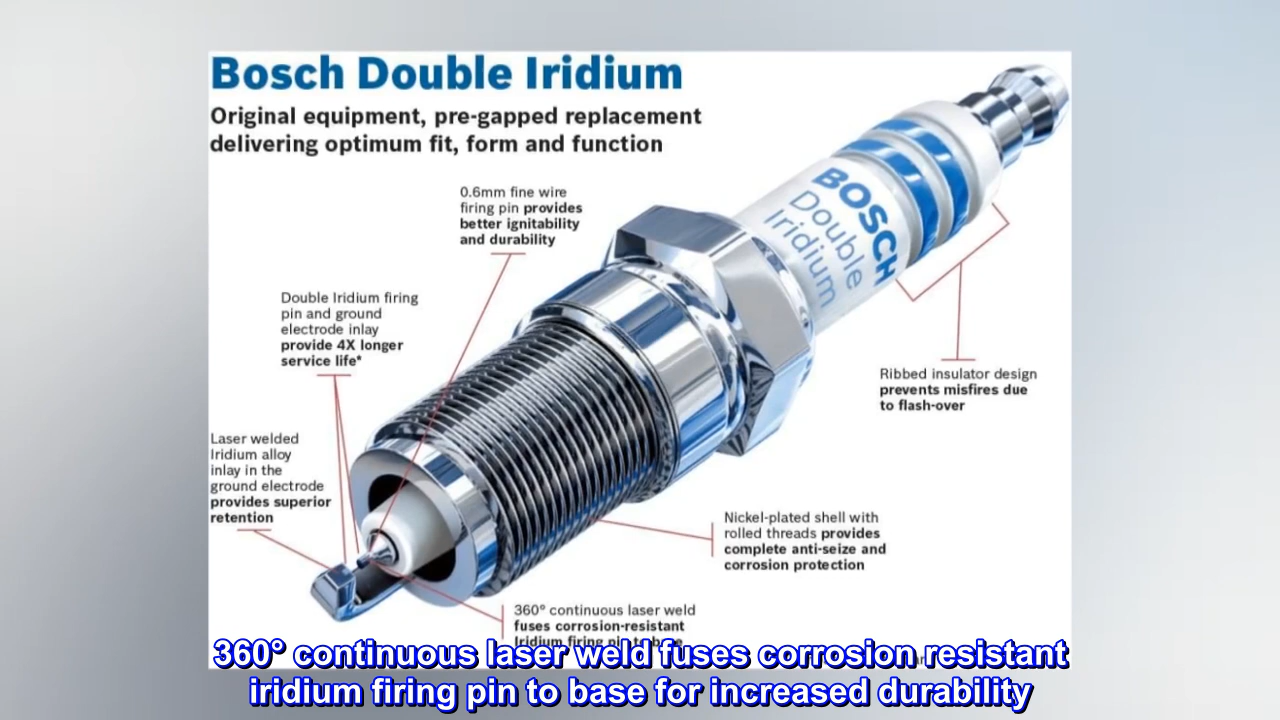 Bosch Double Iridium
Original equipment, pre-gapped replacement
delivering optimum fit, form and function
0.6mm fine wire
firing pin provides
better ignitability
and durability
BOSCH
Double
Iridium
Double Iridium firing
pin and ground
electrode inlay
provide 4X longer
service life*
Ribbed insulator design
prevents misfires due
to flash-over
Laser welded
Iridium alloy
inlay in the
ground electrode
provides superior
retention
Nickel-plated shell with
rolled threads provides
complete anti-seize and
corrosion protection
360° continuous laser weld
fuses corrosion-resistant
Iridium firing pin to base
360° continuous laser weld fuses corrosion resistant
iridium firing pin to base for increased durability